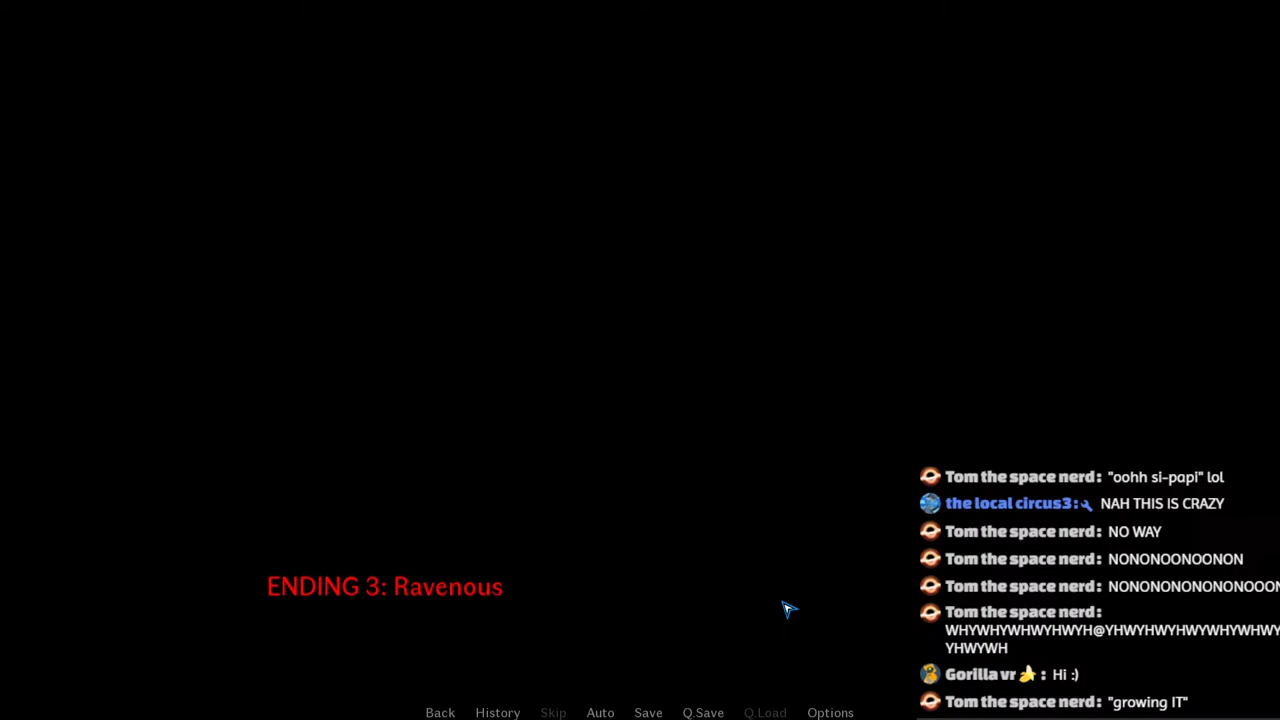 Tom the space nerd: "oohh si-papi" lol
the local circus3: NAH THIS IS CRAZY
Tom the space nerd: NO WAY
Tom the space nerd: NONONOONOONON
ENDING 3: Ravenous
Tom the space nerd: NONONONONONONOOON
Tom the space nerd:
WHYWHYWHWYHWYH@YHWYHWYHWYWHYWHWY
YHWYWH
Gorilla vr 🍌 : Hi :)
Tom the space nerd: "growing IT"
Back History Skip Auto Save Q.Save Q.Load Options